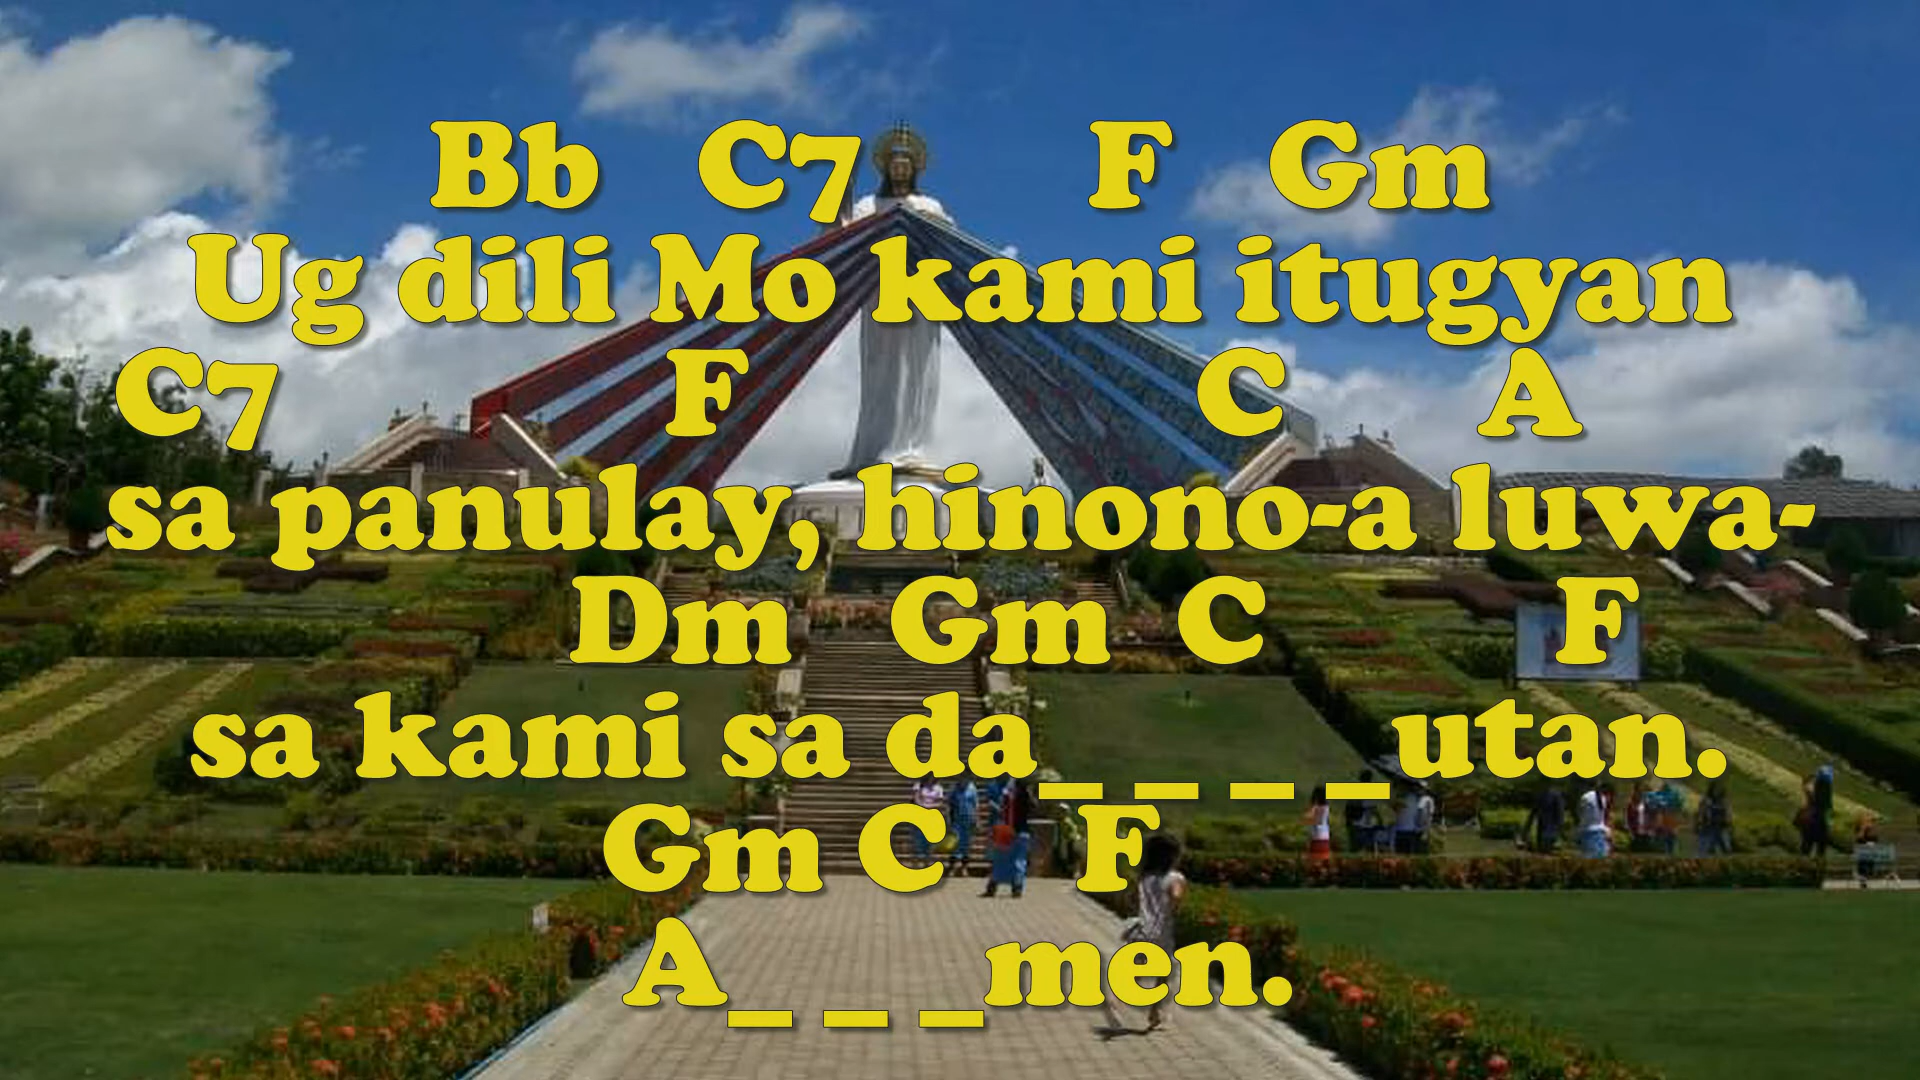 Bb C7 F Gm
Ug dili Mo kami itugyan
C7 F C A
sa panulay, hinono-a luwa-
Dm Gm C F
sa kami sa da_ _ _ _utan.
Gm C F
A_ _ _men.